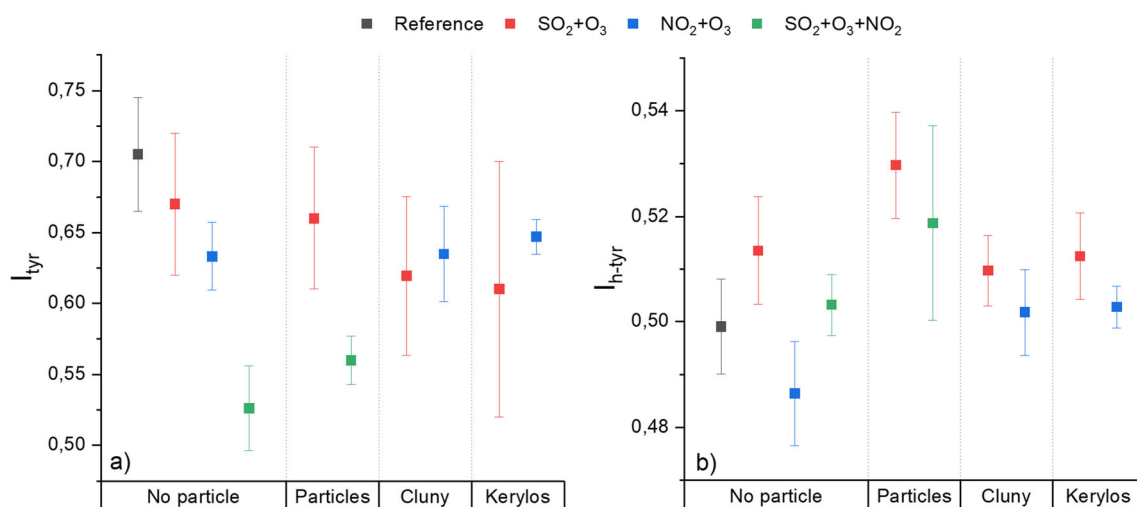 Reference SO₂+O₃ NO₂+O₃ SO₂+O₃+NO₂
I_tyr
0,75
0,70
0,65
0,60
0,55
0,50
a)
No particle Particles Cluny Kerylos
I_h-tyr
0,54
0,52
0,50
0,48
b)
No particle Particles Cluny Kerylos